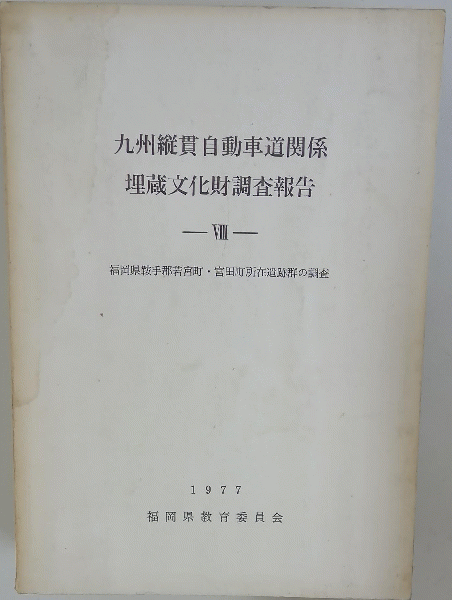 九州縦貫自動車道関係
埋蔵文化財調査報告
— Ⅷ —
福岡県鞍手郡若宮町・宮田町所在遺跡群の調査
1977
福岡県教育委員会